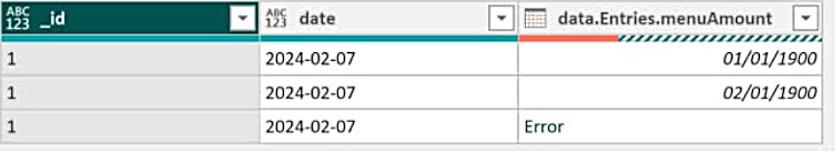 ABC 123 _id ABC 123 date data.Entries.menuAmount
1 2024-02-07 01/01/1900
1 2024-02-07 02/01/1900
1 2024-02-07 Error